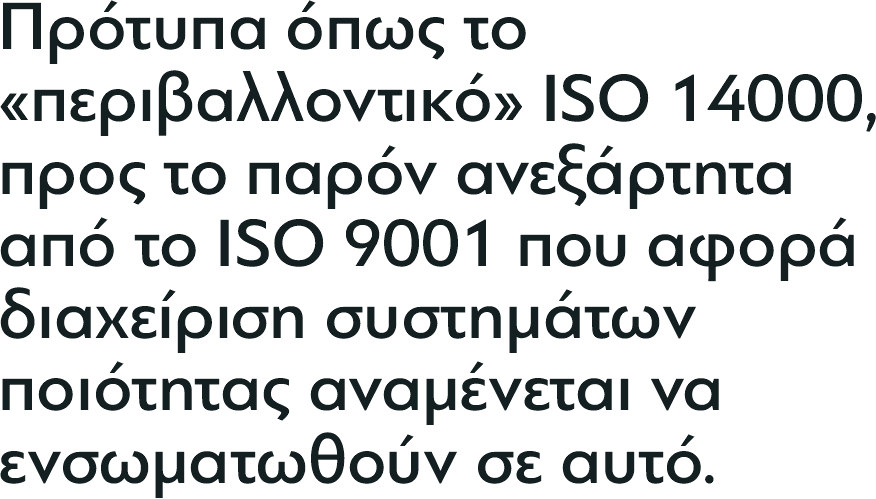 Πρότυπα όπως το
«περιβαλλοντικό» ISO 14000,
προς το παρόν ανεξάρτητα
από το ISO 9001 που αφορά
διαχείριση συστημάτων
ποιότητας αναμένεται να
ενσωματωθούν σε αυτό.